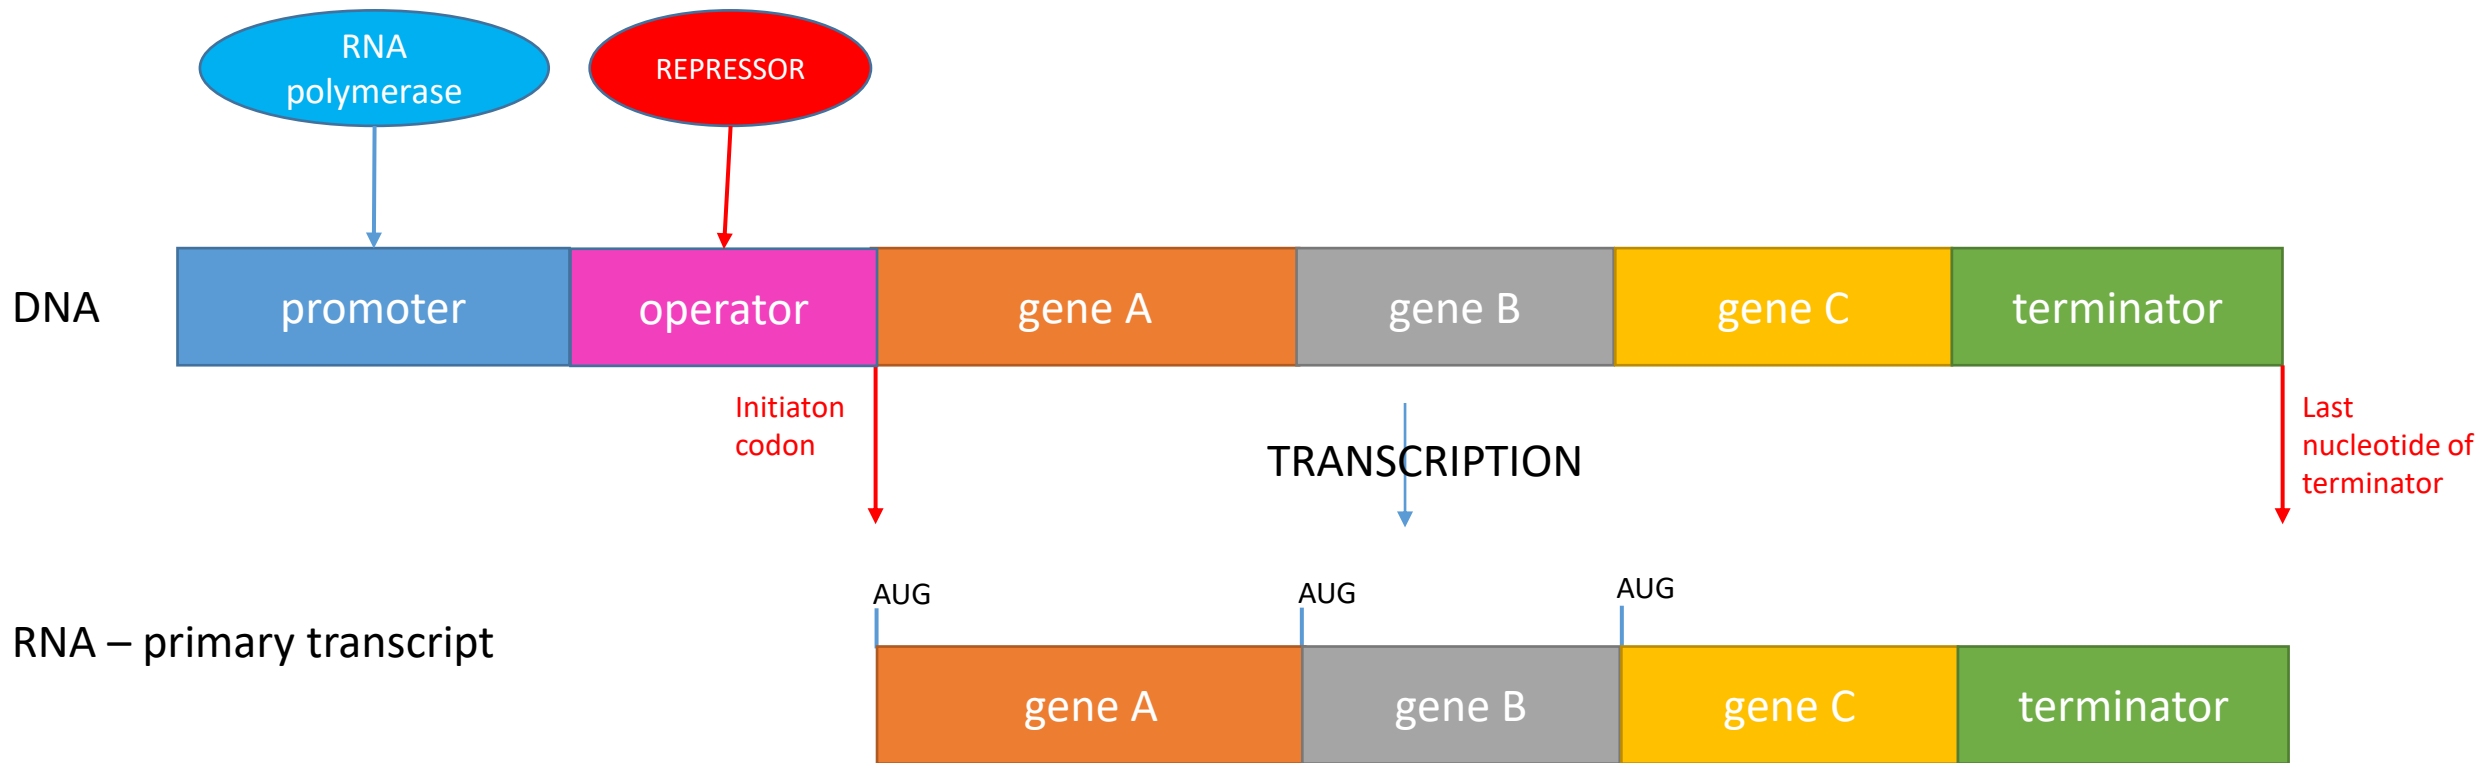 RNA
polymerase
REPRESSOR
DNA
promoter
operator
gene A
gene B
gene C
terminator
Initiaton
codon
TRANSCRIPTION
Last
nucleotide of
terminator
AUG
AUG
AUG
RNA – primary transcript
gene A
gene B
gene C
terminator